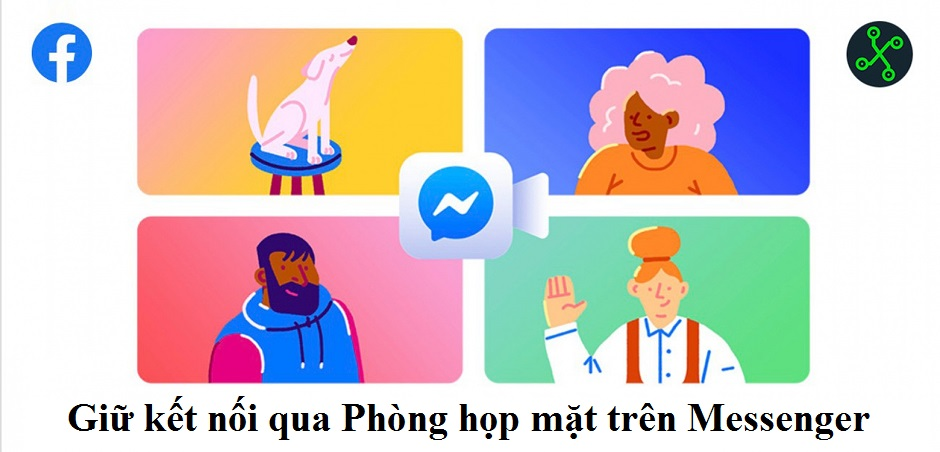 Giữ kết nối qua Phòng họp mặt trên Messenger